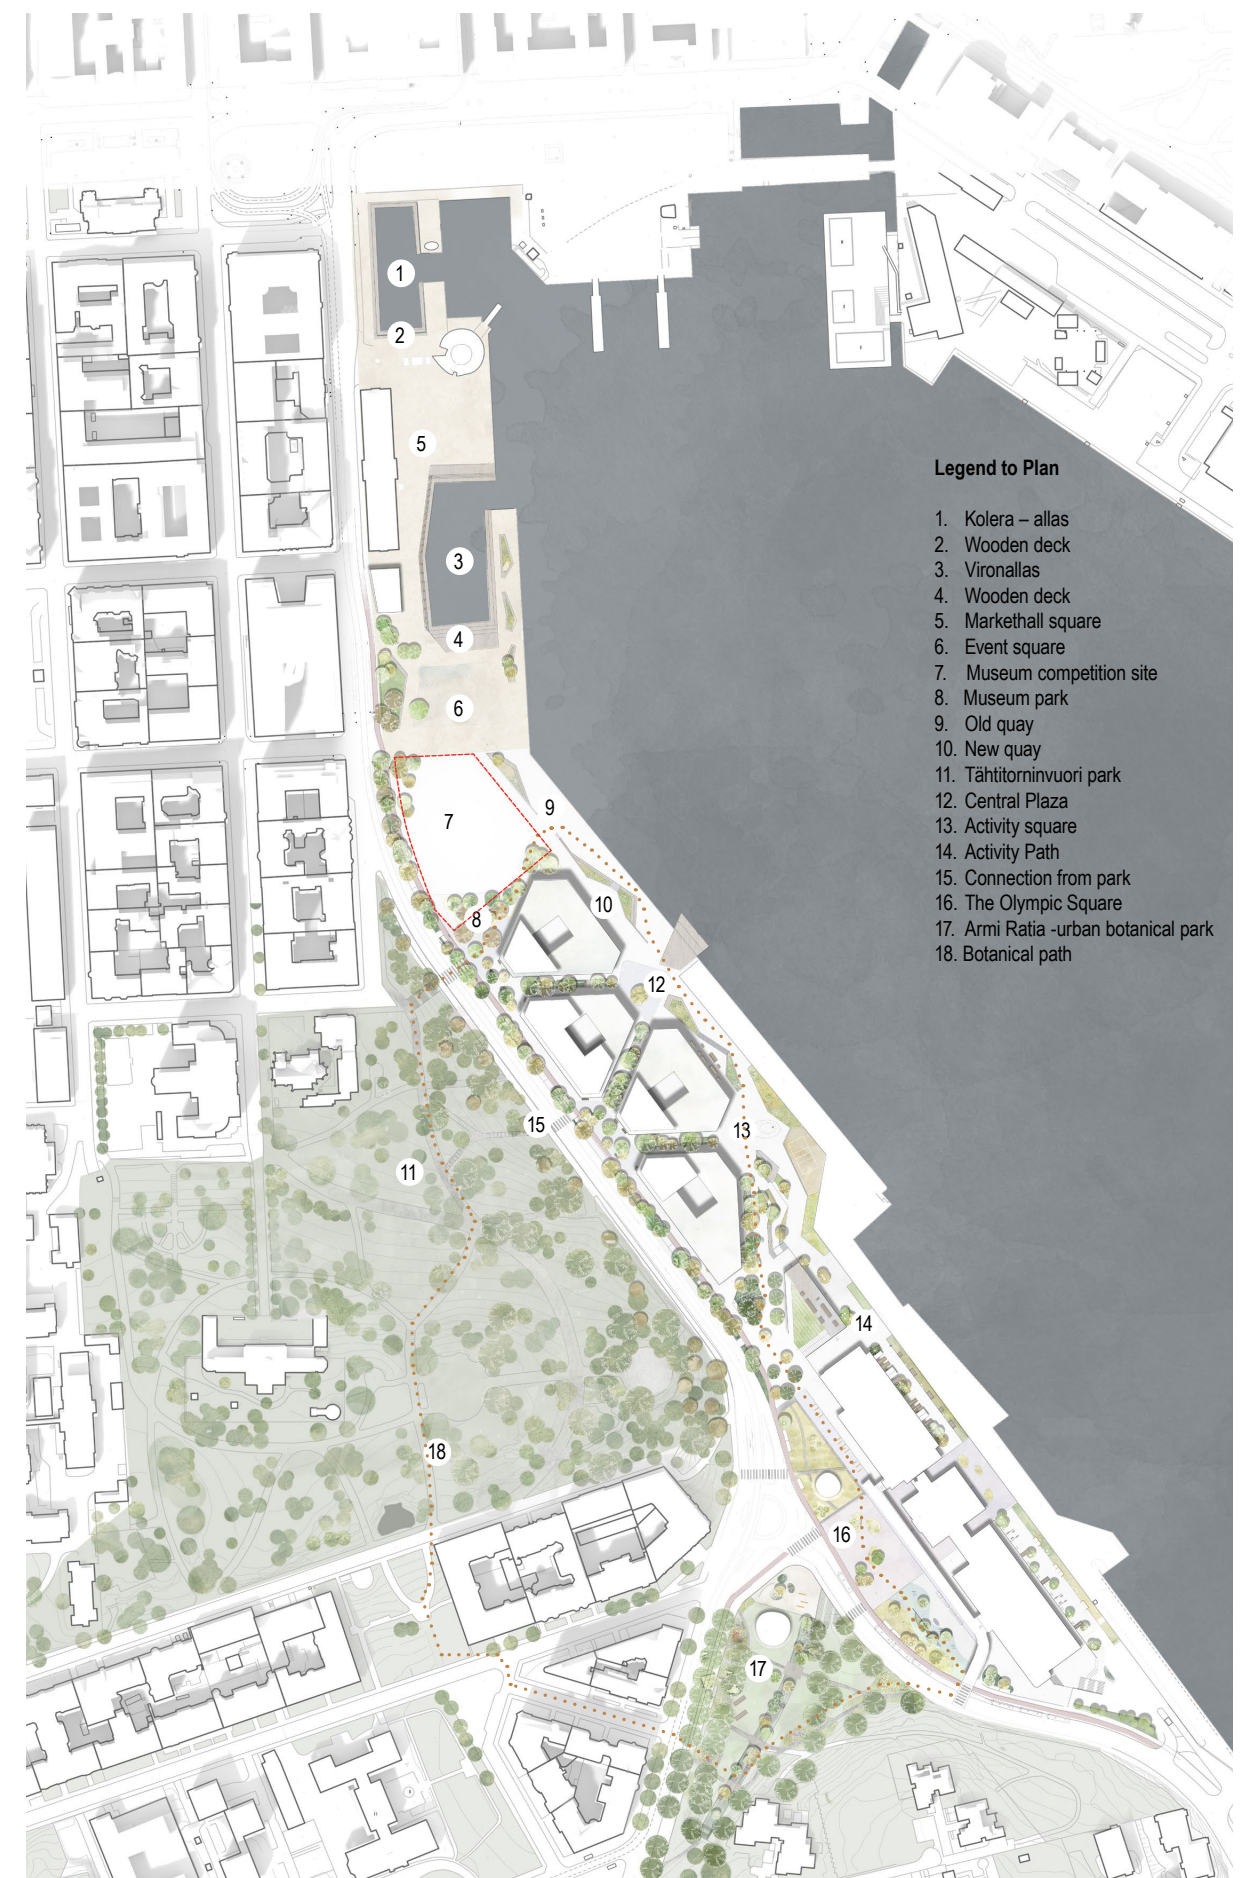 1
2
5
3
4
6
7
9
8
10
12
15
13
11
14
18
16
17
Legend to Plan
1. Kolera – allas
2. Wooden deck
3. Vironallas
4. Wooden deck
5. Markethall square
6. Event square
7. Museum competition site
8. Museum park
9. Old quay
10. New quay
11. Tähtitorninvuori park
12. Central Plaza
13. Activity square
14. Activity Path
15. Connection from park
16. The Olympic Square
17. Armi Ratia -urban botanical park
18. Botanical path